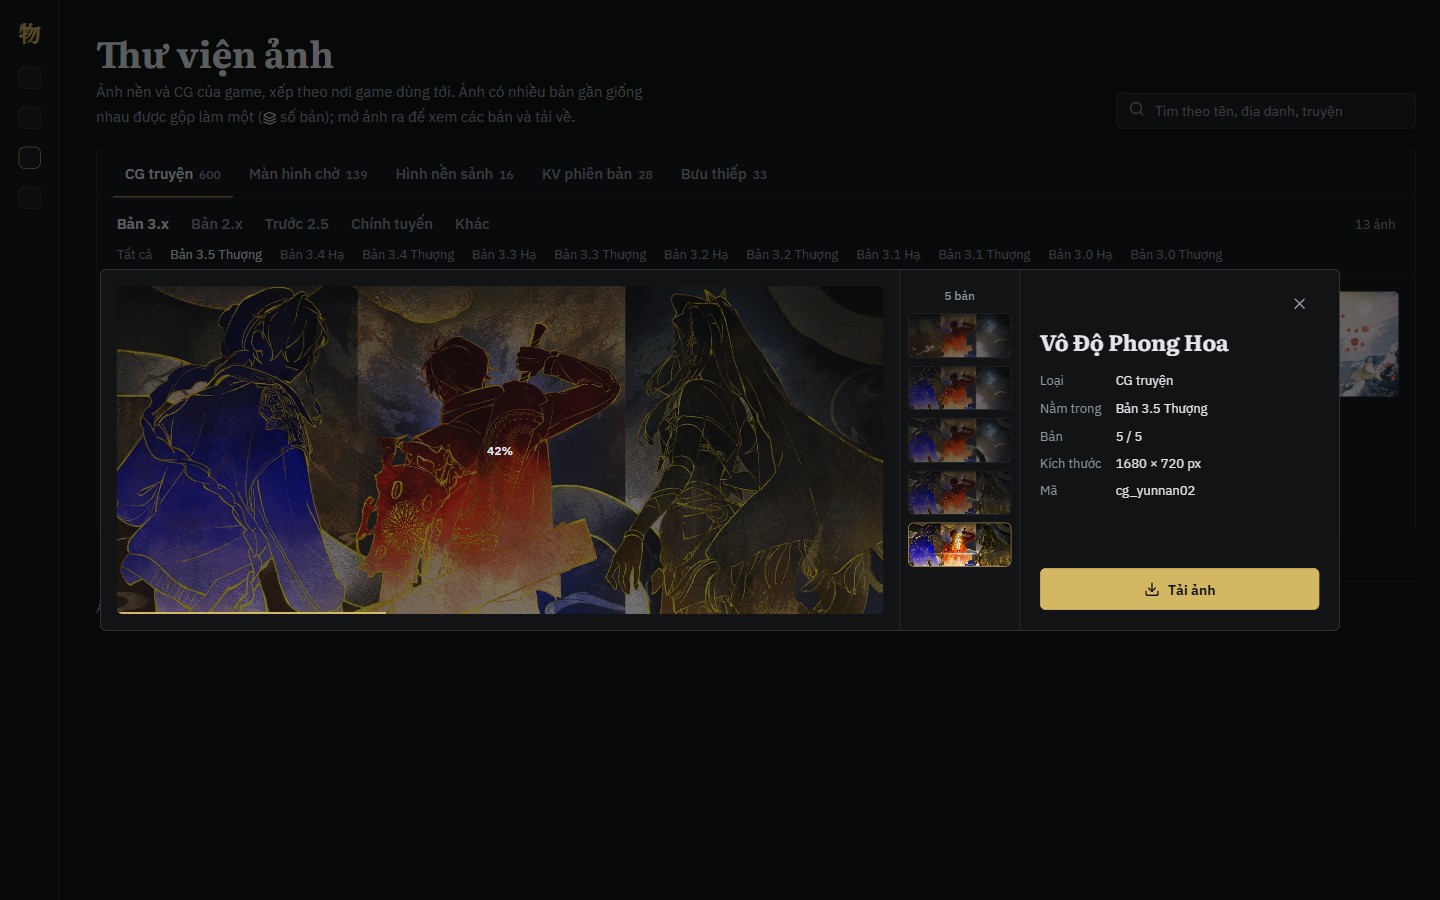 物
Thư viện ảnh
Ảnh nền và CG của game, xếp theo nơi game dùng tới. Ảnh có nhiều bản gần giống
nhau được gộp làm một ( số bản); mở ảnh ra để xem các bản và tải về.
Tìm theo tên, địa danh, truyện
CG truyện 600 Màn hình chờ 139 Hình nền sảnh 16 KV phiên bản 28 Bưu thiếp 33
Bản 3.x Bản 2.x Trước 2.5 Chính tuyến Khác 13 ảnh
Tất cả Bản 3.5 Thượng Bản 3.4 Hạ Bản 3.4 Thượng Bản 3.3 Hạ Bản 3.3 Thượng Bản 3.2 Hạ Bản 3.2 Thượng Bản 3.1 Hạ Bản 3.1 Thượng Bản 3.0 Hạ Bản 3.0 Thượng
42%
5 bản
Vô Độ Phong Hoa
Loại CG truyện
Nằm trong Bản 3.5 Thượng
Bản 5 / 5
Kích thước 1680 × 720 px
Mã cg_yunnan02
Tải ảnh